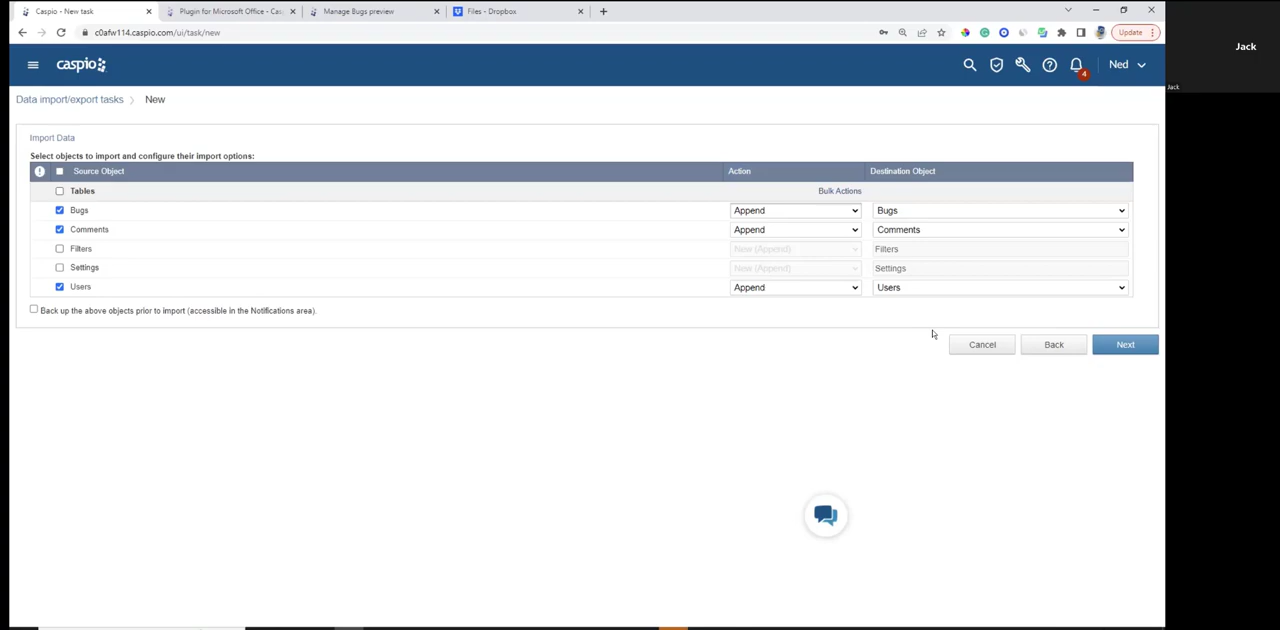 Caspio - New task
Plugin for Microsoft Office - Cas
Manage Bugs preview
Files - Dropbox
c0afw114.caspio.com/ui/task/new
Update
Jack
Jack
caspio
4
Ned
Data import/export tasks
New
Import Data
Select objects to import and configure their import options:
Source Object
Action
Destination Object
Tables
Bulk Actions
Bugs
Append
Bugs
Comments
Append
Comments
Filters
New (Append)
Filters
Settings
New (Append)
Settings
Users
Append
Users
Back up the above objects prior to import (accessible in the Notifications area).
Cancel
Back
Next